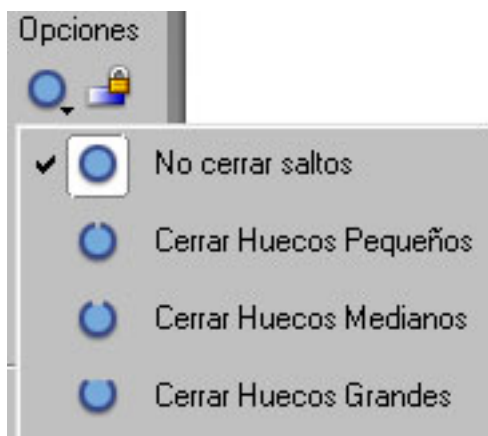 Opciones
No cerrar saltos
Cerrar Huecos Pequeños
Cerrar Huecos Medianos
Cerrar Huecos Grandes